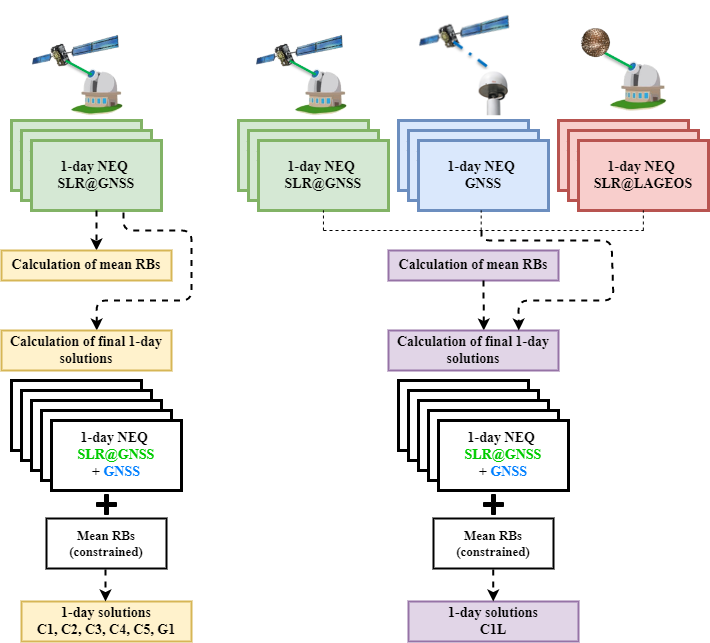 1-day NEQ
SLR@GNSS
Calculation of mean RBs
Calculation of final 1-day
solutions
1-day NEQ
SLR@GNSS
+ GNSS
Mean RBs
(constrained)
1-day solutions
C1, C2, C3, C4, C5, G1
1-day NEQ
SLR@GNSS
1-day NEQ
GNSS
1-day NEQ
SLR@LAGEOS
Calculation of mean RBs
Calculation of final 1-day
solutions
1-day NEQ
SLR@GNSS
+ GNSS
Mean RBs
(constrained)
1-day solutions
C1L